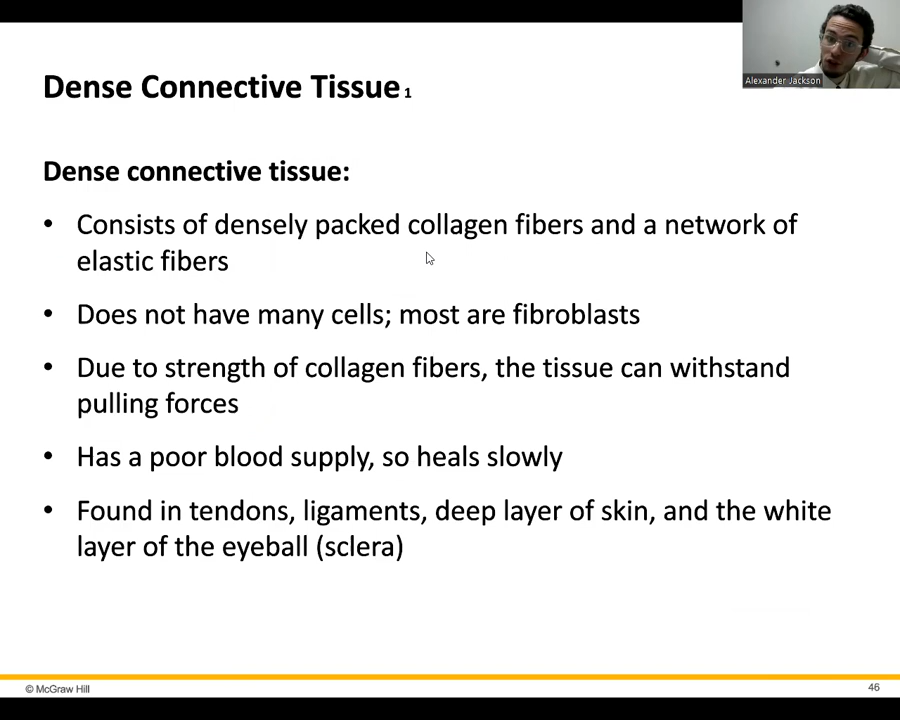 Alexander Jackson
Dense Connective Tissue 1
Dense connective tissue:
• Consists of densely packed collagen fibers and a network of
elastic fibers
• Does not have many cells; most are fibroblasts
• Due to strength of collagen fibers, the tissue can withstand
pulling forces
• Has a poor blood supply, so heals slowly
• Found in tendons, ligaments, deep layer of skin, and the white
layer of the eyeball (sclera)
© McGraw Hill
46